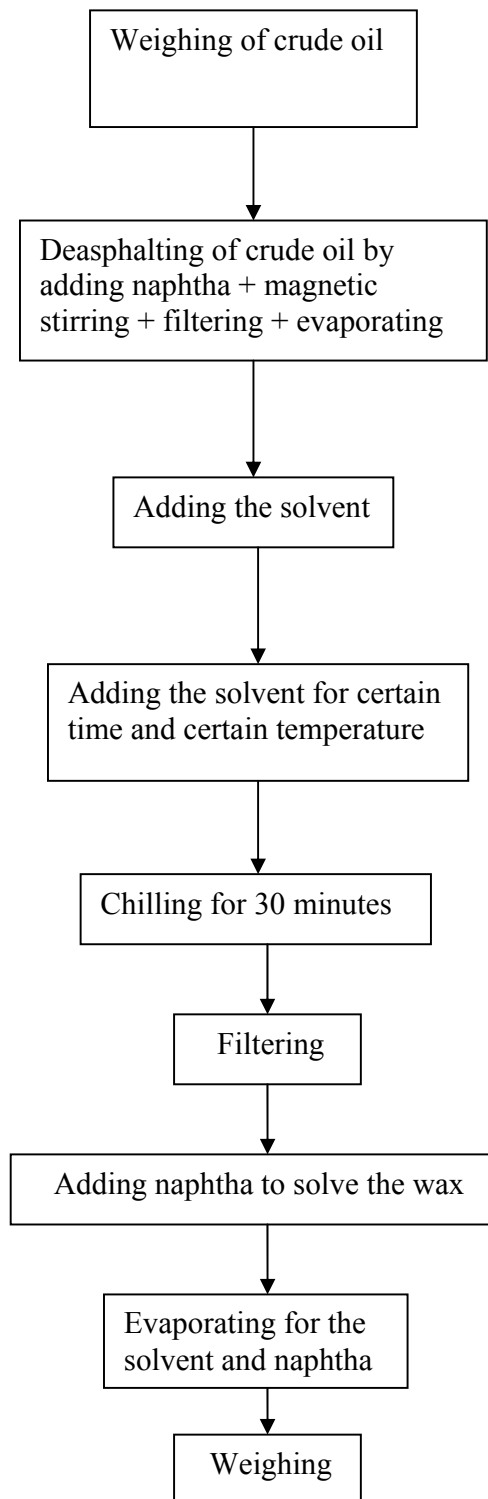 Weighing of crude oil
Deasphalting of crude oil by
adding naphtha + magnetic
stirring + filtering + evaporating
Adding the solvent
Adding the solvent for certain
time and certain temperature
Chilling for 30 minutes
Filtering
Adding naphtha to solve the wax
Evaporating for the
solvent and naphtha
Weighing